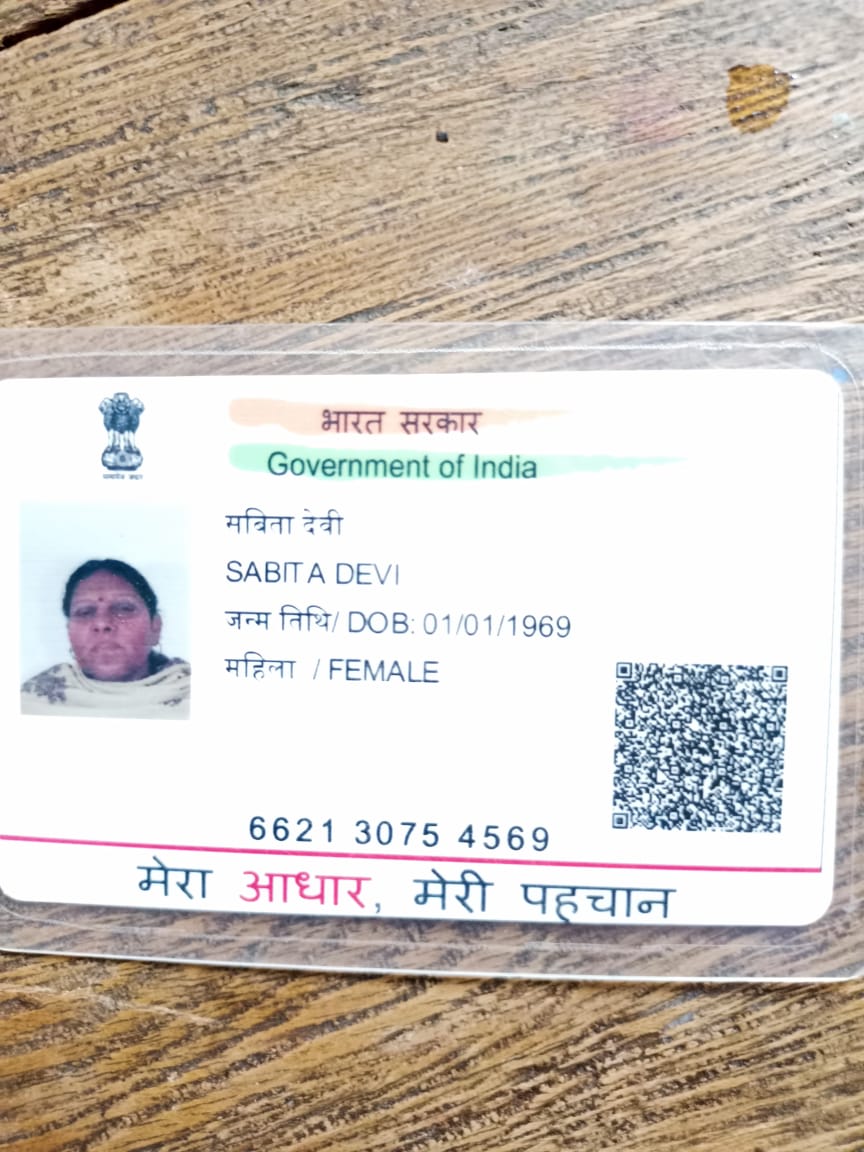 भारत सरकार
Government of India
सबिता देवी
SABITA DEVI
जन्म तिथि/ DOB: 01/01/1969
महिला / FEMALE
6621 3075 4569
मेरा आधार, मेरी पहचान